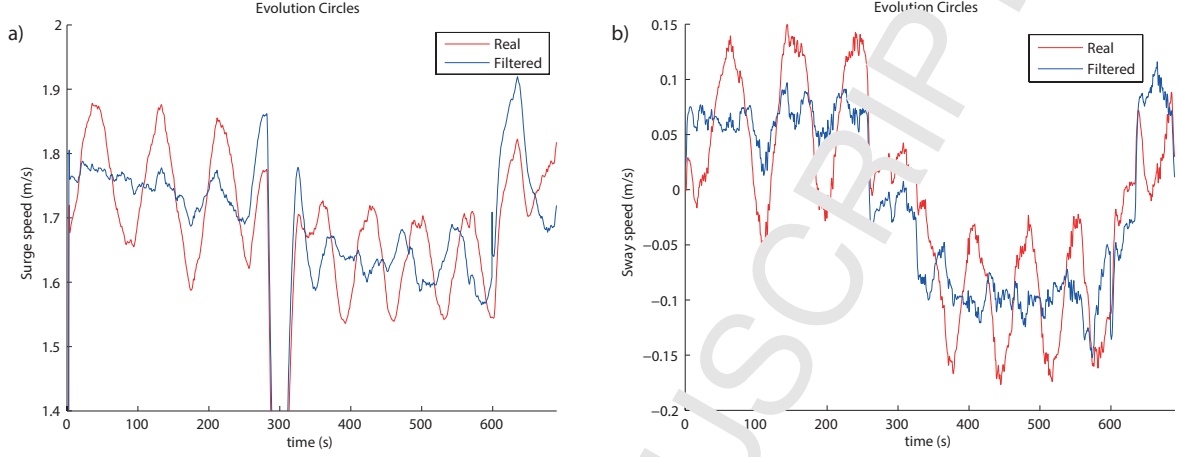 Evolution Circles
a)
2
1.9
1.8
1.7
1.6
1.5
1.4
Surge speed (m/s)
Real
Filtered
0 100 200 300 400 500 600
time (s)
Evolution Circles
b)
0.15
0.1
0.05
0
−0.05
−0.1
−0.15
−0.2
Sway speed (m/s)
Real
Filtered
0 100 200 300 400 500 600
time (s)
USCRIP